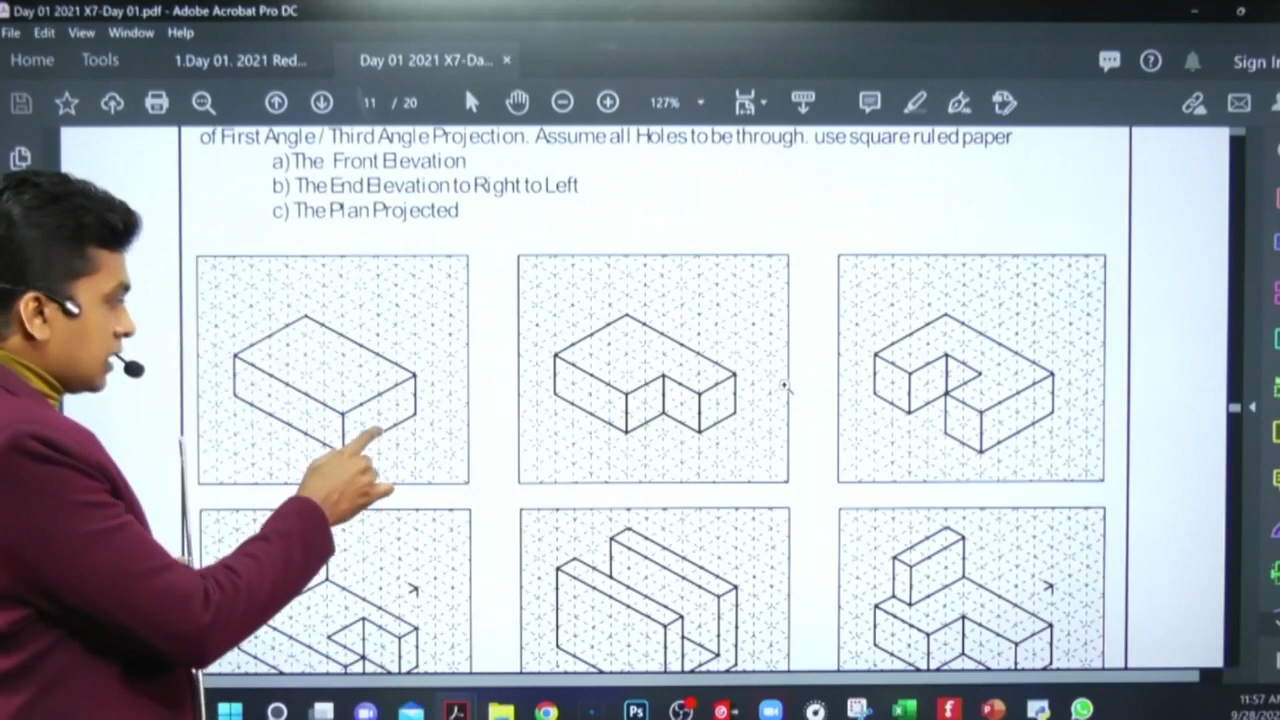 Day 01 2021 X7-Day 01.pdf - Adobe Acrobat Pro DC
File Edit View Window Help
Home Tools 1.Day 01. 2021 Red... Day 01 2021 X7-Da... × Sign In
11 / 20 127%
of First Angle / Third Angle Projection. Assume all Holes to be through. use square ruled paper
a) The Front Elevation
b) The End Elevation to Right to Left
c) The Plan Projected
Ps
11:57 A